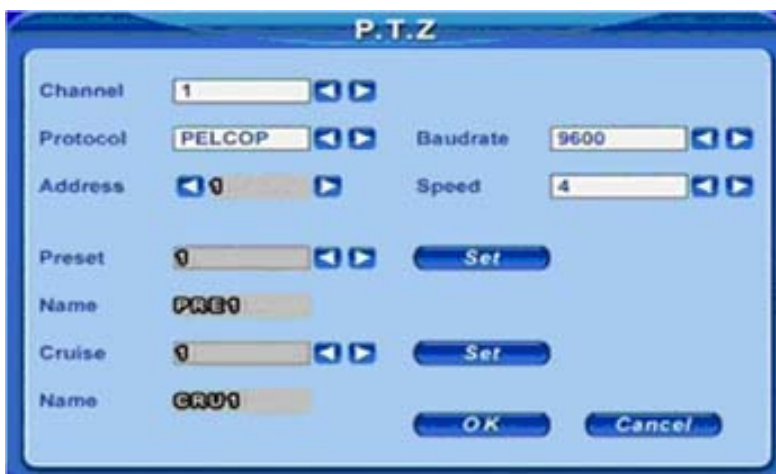 P.T.Z
Channel 1
Protocol PELCOP Baudrate 9600
Address 1 Speed 4
Preset 1 Set
Name PRE1
Cruise 1 Set
Name CRU1
OK Cancel